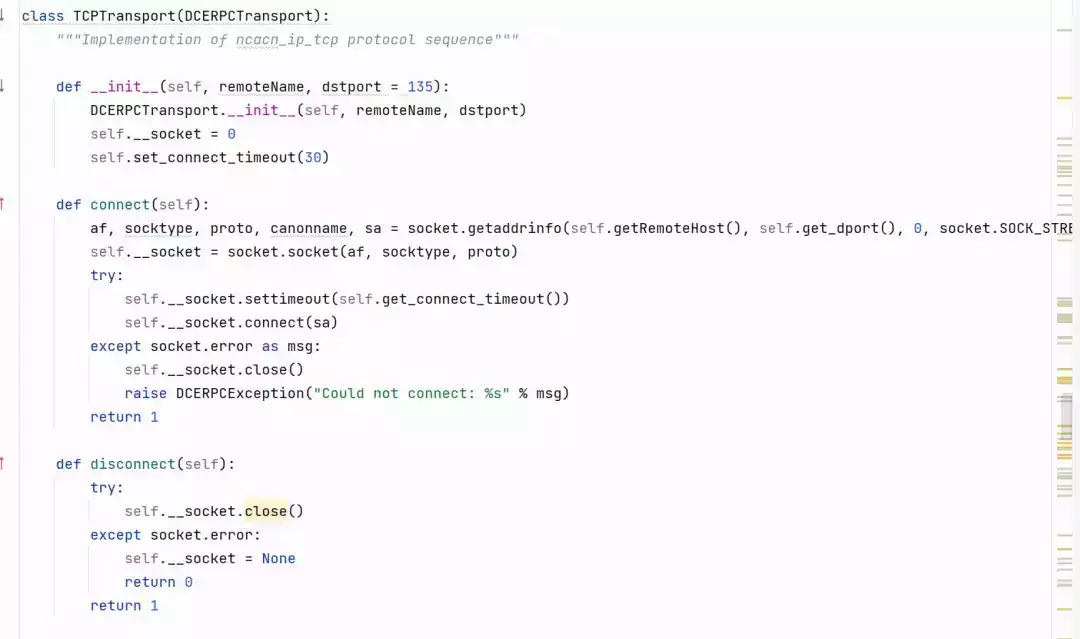 class TCPTransport(DCERPCTransport):
    """Implementation of ncacn_ip_tcp protocol sequence"""

    def __init__(self, remoteName, dstport = 135):
        DCERPCTransport.__init__(self, remoteName, dstport)
        self.__socket = 0
        self.set_connect_timeout(30)

    def connect(self):
        af, socktype, proto, canonname, sa = socket.getaddrinfo(self.getRemoteHost(), self.get_dport(), 0, socket.SOCK_STRE
        self.__socket = socket.socket(af, socktype, proto)
        try:
            self.__socket.settimeout(self.get_connect_timeout())
            self.__socket.connect(sa)
        except socket.error as msg:
            self.__socket.close()
            raise DCERPCException("Could not connect: %s" % msg)
        return 1

    def disconnect(self):
        try:
            self.__socket.close()
        except socket.error:
            self.__socket = None
            return 0
        return 1